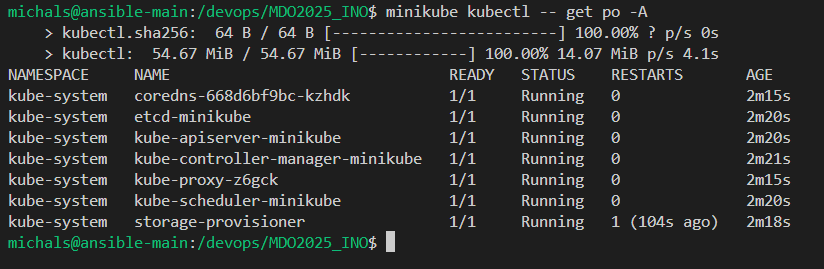 michals@ansible-main:/devops/MDO2025_INO$ minikube kubectl -- get po -A
    > kubectl.sha256:  64 B / 64 B [-------------------------] 100.00% ? p/s 0s
    > kubectl:  54.67 MiB / 54.67 MiB [------------] 100.00% 14.07 MiB p/s 4.1s
NAMESPACE     NAME                               READY   STATUS    RESTARTS       AGE
kube-system   coredns-668d6bf9bc-kzhdk           1/1     Running   0              2m15s
kube-system   etcd-minikube                      1/1     Running   0              2m20s
kube-system   kube-apiserver-minikube            1/1     Running   0              2m20s
kube-system   kube-controller-manager-minikube   1/1     Running   0              2m21s
kube-system   kube-proxy-z6gck                   1/1     Running   0              2m15s
kube-system   kube-scheduler-minikube            1/1     Running   0              2m20s
kube-system   storage-provisioner                1/1     Running   1 (104s ago)   2m18s
michals@ansible-main:/devops/MDO2025_INO$